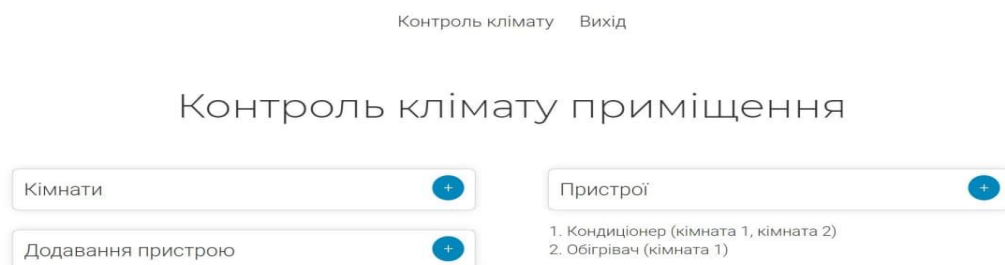 Контроль клімату Вихід
Контроль клімату приміщення
Кімнати +
Додавання пристрою +
Пристрої +
1. Кондиціонер (кімната 1, кімната 2)
2. Обігрівач (кімната 1)